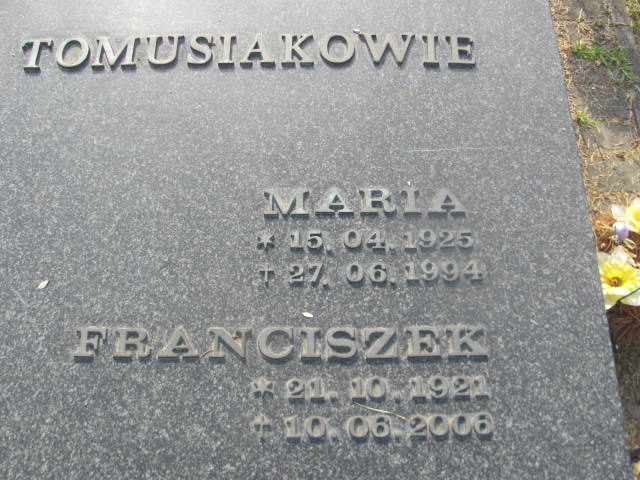 TOMUSIAKOWIE
MARIA
* 15. 04. 1925
† 27. 06. 1994
FRANCISZEK
* 21. 10. 1921
† 10. 06. 2006